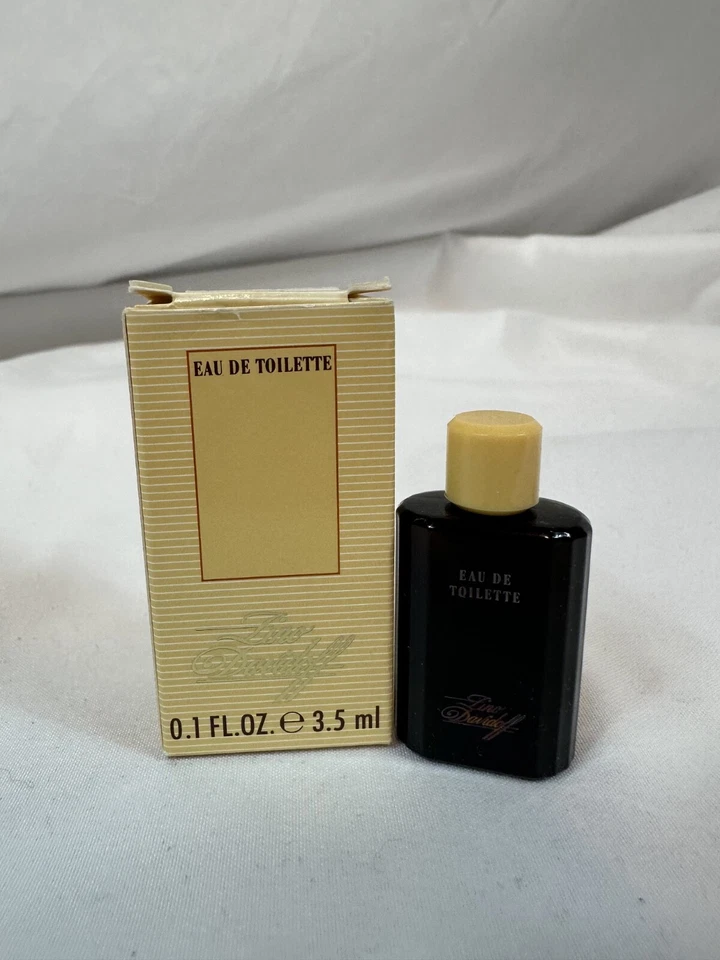 EAU DE TOILETTE
Zino
Davidoff
0.1 FL.OZ. ℮ 3.5 ml
EAU DE
TOILETTE
Zino
Davidoff